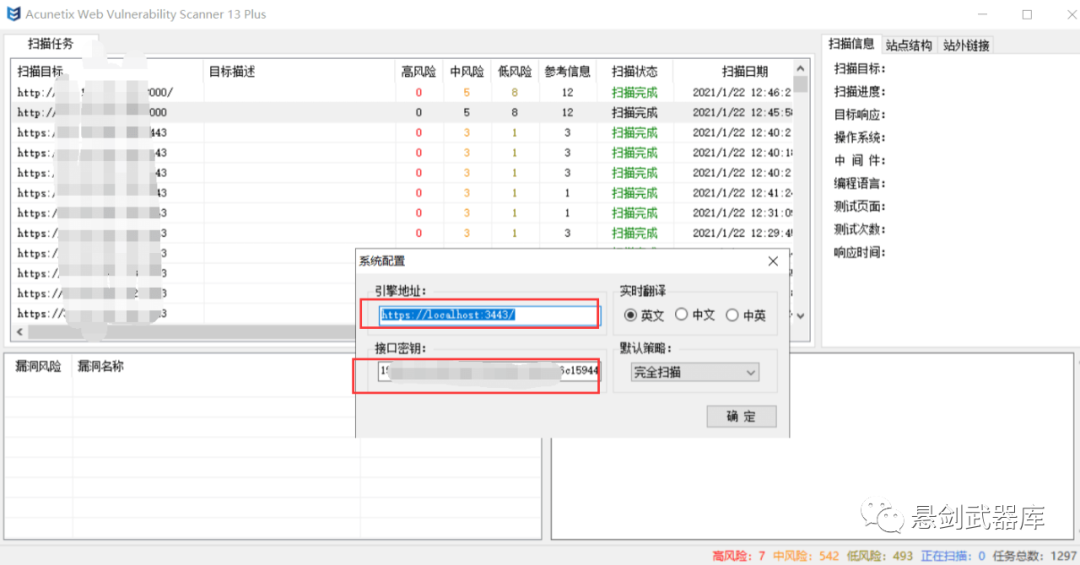 Acunetix Web Vulnerability Scanner 13 Plus
扫描任务
扫描目标 目标描述 高风险 中风险 低风险 参考信息 扫描状态 扫描日期
http:/ 2000/ 0 5 8 12 扫描完成 2021/1/22 12:46:2
http:/ 000 0 5 8 12 扫描完成 2021/1/22 12:45:5
https: 443 0 3 1 3 扫描完成 2021/1/22 12:40:2
https: 43 0 3 1 3 扫描完成 2021/1/22 12:40:1
https: 43 0 3 1 3 扫描完成 2021/1/22 12:40:2
https:/ 43 0 3 1 1 扫描完成 2021/1/22 12:41:2
https: 3 0 3 1 1 扫描完成 2021/1/22 12:31:0
https: 3 0 3 1 3 扫描完成 2021/1/22 12:29:4
https: 3
https: 3
https: 3
https:/ 3
扫描信息 站点结构 站外链接
扫描目标:
扫描进度:
目标响应:
操作系统:
中 间 件:
编程语言:
测试页面:
测试次数:
响应时间:
系统配置
引擎地址:
https://localhost:3443/
实时翻译
英文 中文 中英
接口密钥:
6c15944
默认策略:
完全扫描
确 定
漏洞风险 漏洞名称
悬剑武器库
高风险: 7 中风险: 542 低风险: 493 正在扫描: 0 任务总数: 1297